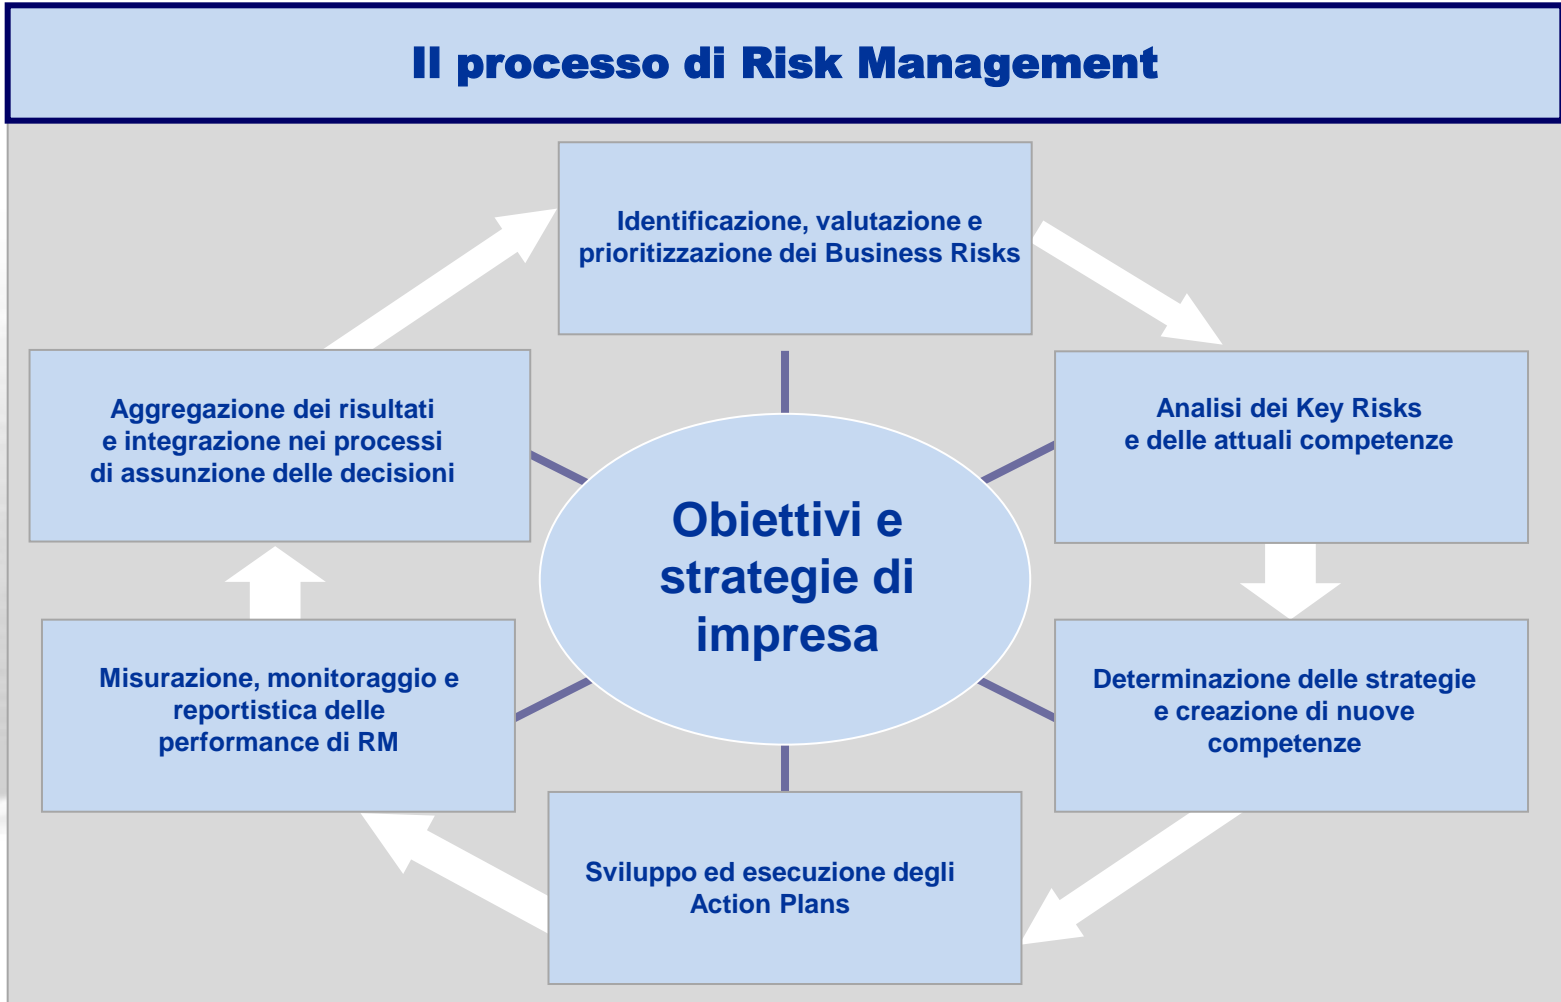 Il processo di Risk Management
Identificazione, valutazione e
prioritizzazione dei Business Risks
Analisi dei Key Risks
e delle attuali competenze
Determinazione delle strategie
e creazione di nuove
competenze
Sviluppo ed esecuzione degli
Action Plans
Misurazione, monitoraggio e
reportistica delle
performance di RM
Aggregazione dei risultati
e integrazione nei processi
di assunzione delle decisioni
Obiettivi e
strategie di
impresa